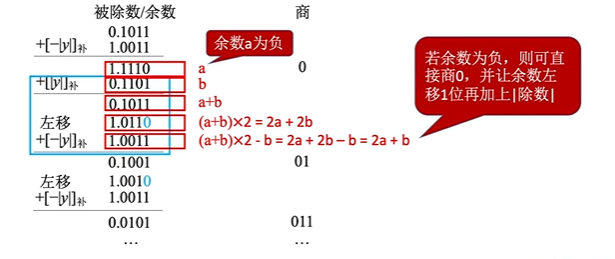 被除数/余数 商
0.1011
+[−|y|]补 1.0011
余数a为负
1.1110 a 0
+[|y|]补 0.1101 b
0.1011 a+b
左移 1.0110 (a+b)×2 = 2a + 2b
+[−|y|]补 1.0011 (a+b)×2 - b = 2a + 2b – b = 2a + b
0.1001 01
左移 1.0010
+[−|y|]补 1.0011
0.0101 011
… …
若余数为负，则可直
接商0，并让余数左
移1位再加上|除数|